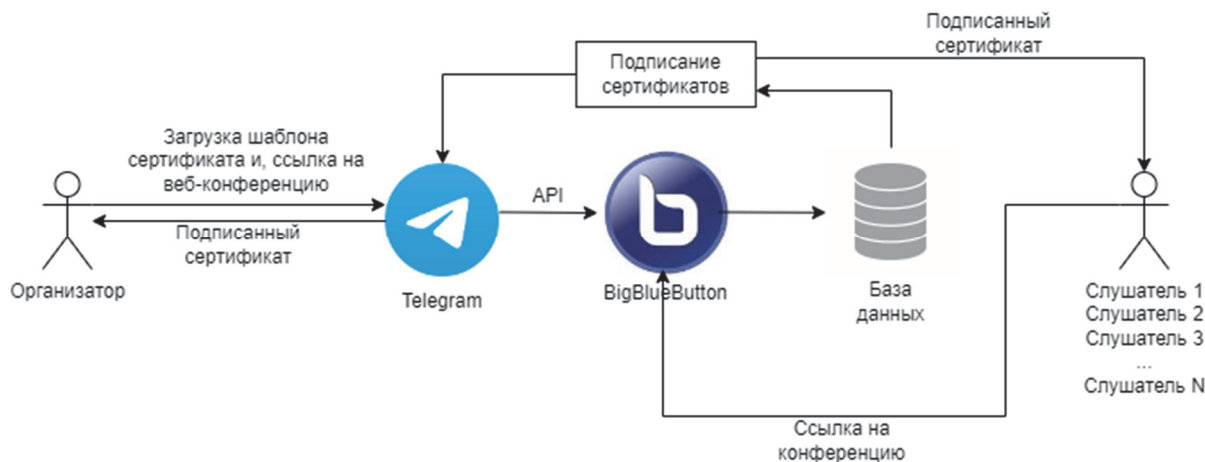 Подписанный
сертификат
Подписание
сертификатов
Загрузка шаблона
сертификата и, ссылка на
веб-конференцию
API
Подписанный
сертификат
Организатор
Telegram
BigBlueButton
База
данных
Слушатель 1
Слушатель 2
Слушатель 3
...
Слушатель N
Ссылка на
конференцию